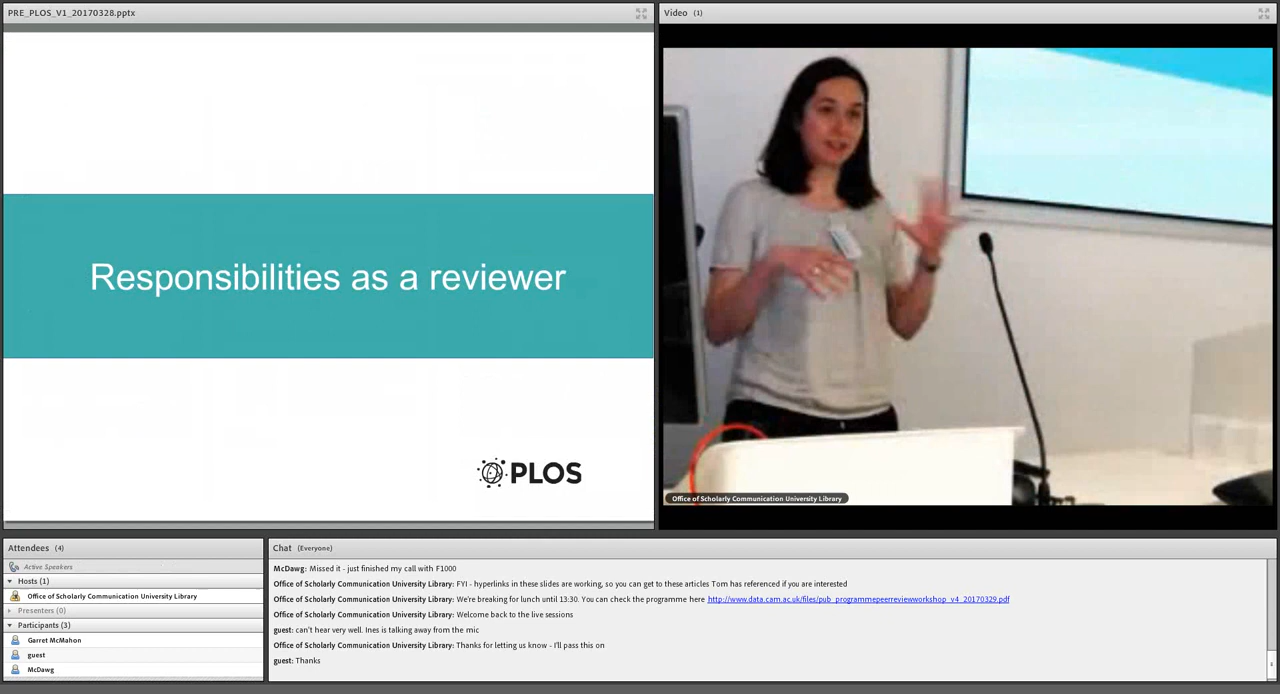 PRE_PLOS_V1_20170328.pptx
Responsibilities as a reviewer
PLOS
Video (1)
Office of Scholarly Communication University Library
Attendees (4)
Active Speakers
Hosts (1)
Office of Scholarly Communication University Library
Presenters (0)
Participants (3)
Garret McMahon
guest
McDawg
Chat (Everyone)
McDawg: Missed it - just finished my call with F1000
Office of Scholarly Communication University Library: FYI - hyperlinks in these slides are working, so you can get to these articles Tom has referenced if you are interested
Office of Scholarly Communication University Library: We're breaking for lunch until 13:30. You can check the programme here http://www.data.cam.ac.uk/files/pub_programmepeerreviewworkshop_v4_20170329.pdf
Office of Scholarly Communication University Library: Welcome back to the live sessions
guest: can't hear very well. Ines is talking away from the mic
Office of Scholarly Communication University Library: Thanks for letting us know - I'll pass this on
guest: Thanks